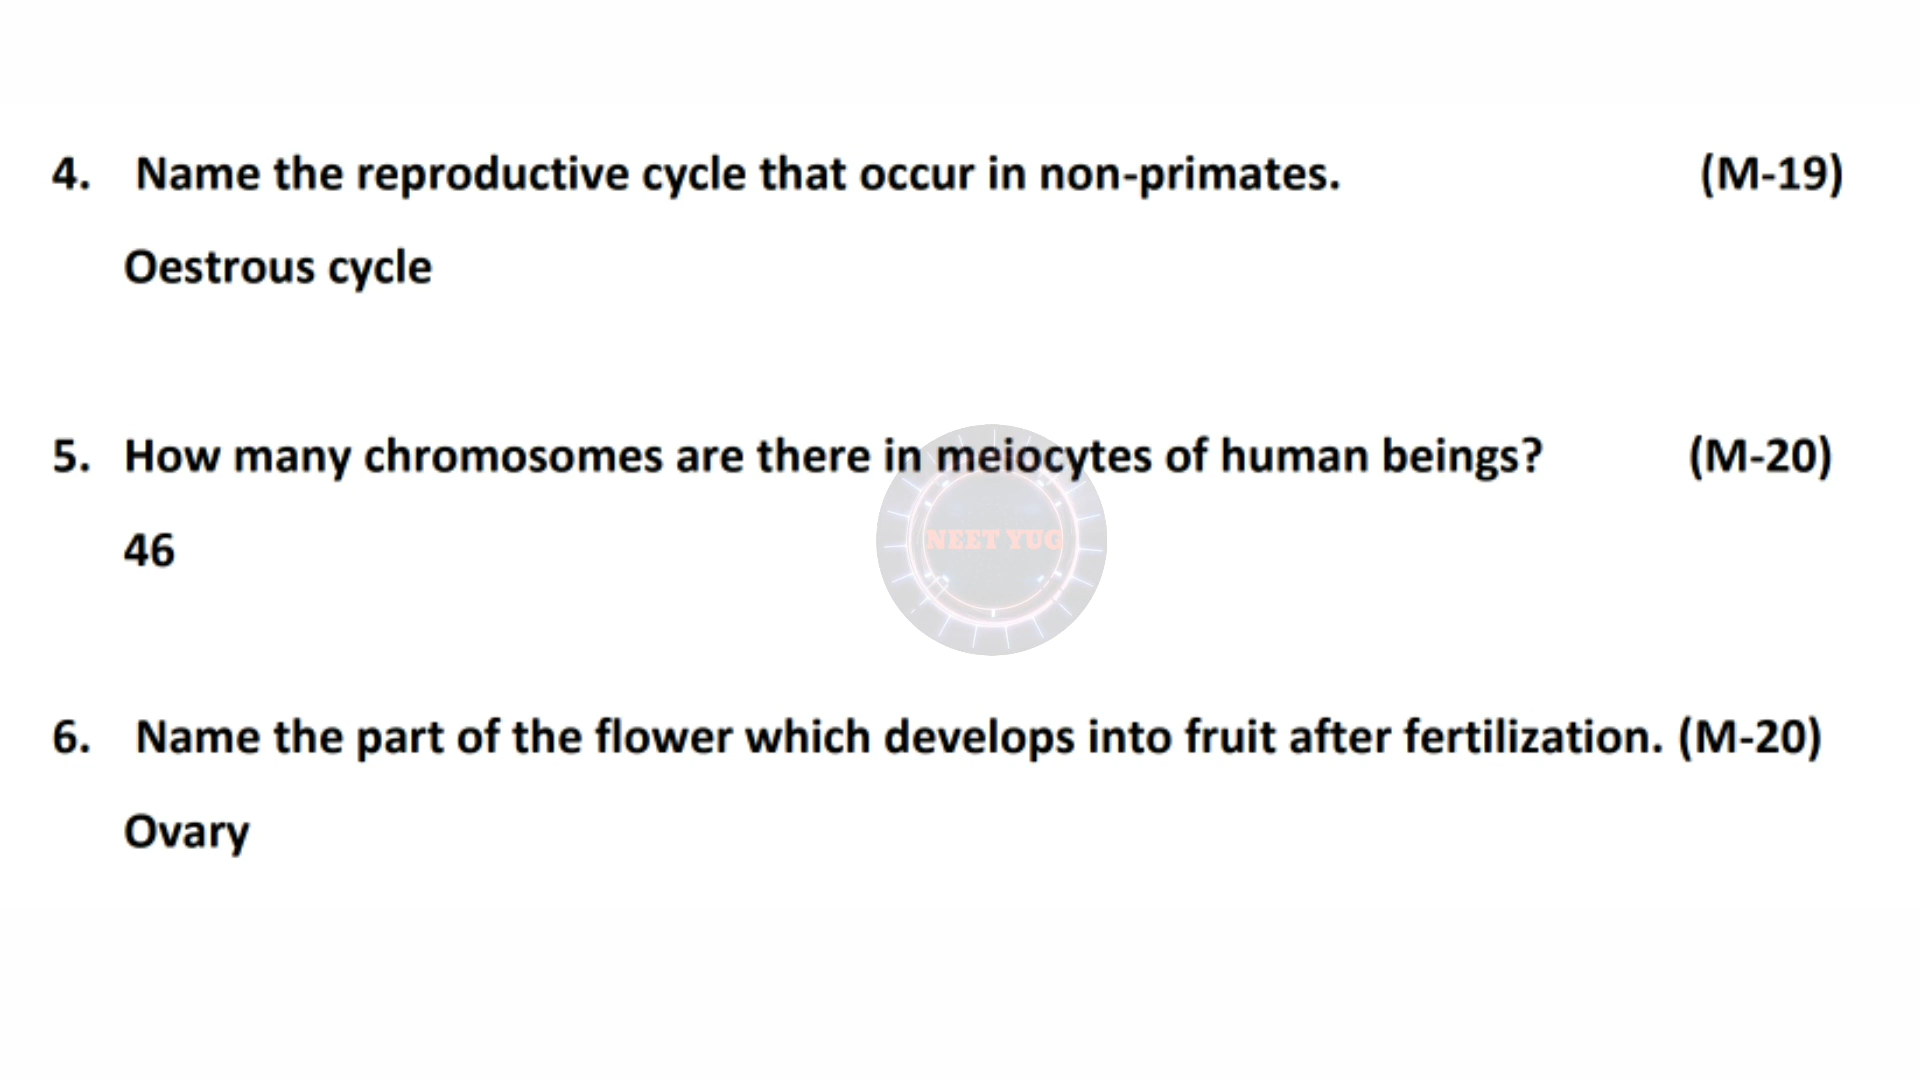 4. Name the reproductive cycle that occur in non-primates. (M-19)
Oestrous cycle
5. How many chromosomes are there in meiocytes of human beings? (M-20)
NEET YUG
46
6. Name the part of the flower which develops into fruit after fertilization. (M-20)
Ovary